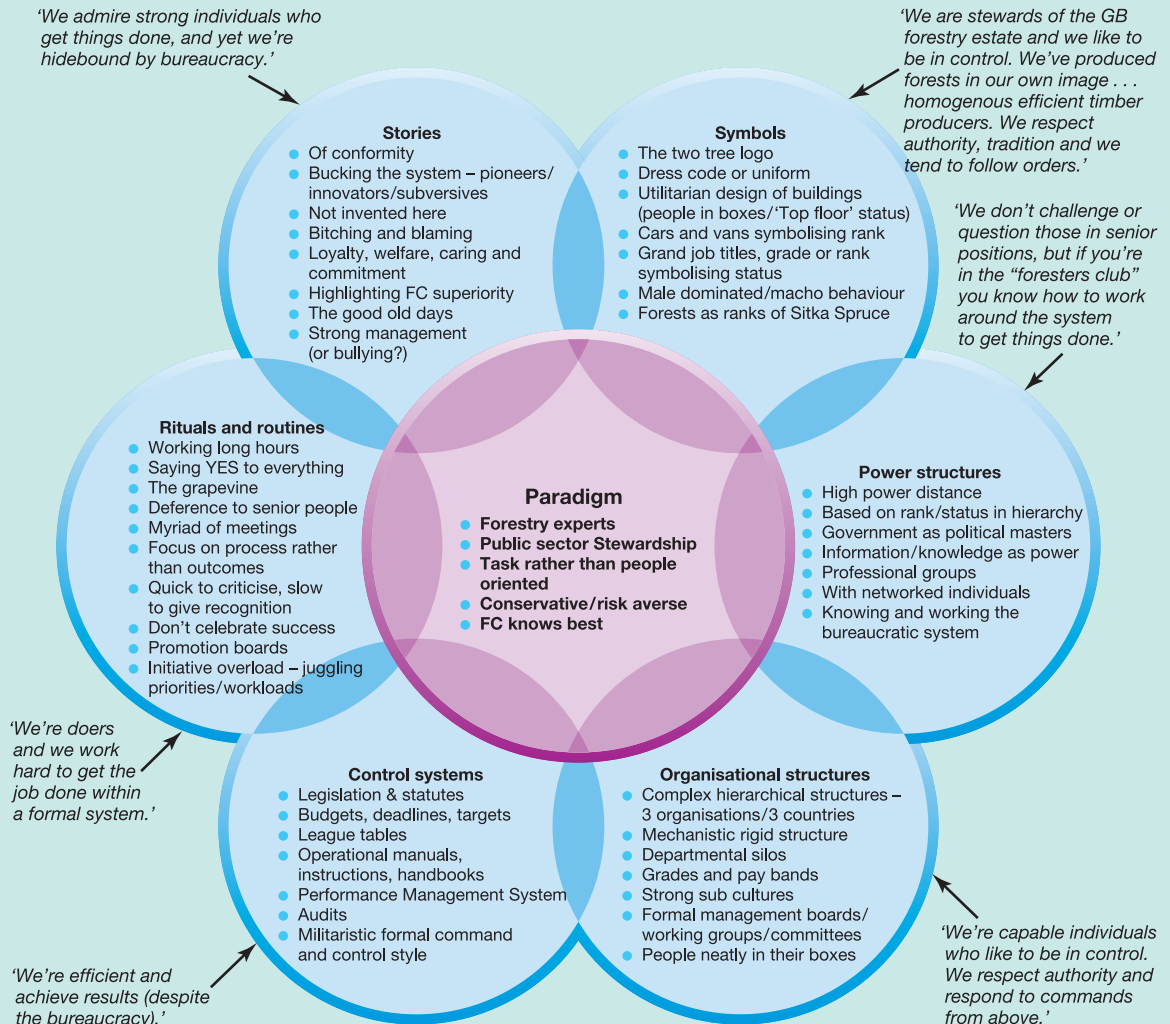 ‘We admire strong individuals who
get things done, and yet we’re
hidebound by bureaucracy.’
‘We are stewards of the GB
forestry estate and we like to
be in control. We’ve produced
forests in our own image . . .
homogenous efficient timber
producers. We respect
authority, tradition and we
tend to follow orders.’
Stories
Of conformity
Bucking the system – pioneers/
innovators/subversives
Not invented here
Bitching and blaming
Loyalty, welfare, caring and
commitment
Highlighting FC superiority
The good old days
Strong management
(or bullying?)
Symbols
The two tree logo
Dress code or uniform
Utilitarian design of buildings
(people in boxes/‘Top floor’ status)
Cars and vans symbolising rank
Grand job titles, grade or rank
symbolising status
Male dominated/macho behaviour
Forests as ranks of Sitka Spruce
‘We don’t challenge or
question those in senior
positions, but if you’re
in the “foresters club”
you know how to work
around the system
to get things done.’
Rituals and routines
Working long hours
Saying YES to everything
The grapevine
Deference to senior people
Myriad of meetings
Focus on process rather
than outcomes
Quick to criticise, slow
to give recognition
Don’t celebrate success
Promotion boards
Initiative overload – juggling
priorities/workloads
Paradigm
Forestry experts
Public sector Stewardship
Task rather than people
oriented
Conservative/risk averse
FC knows best
Power structures
High power distance
Based on rank/status in hierarchy
Government as political masters
Information/knowledge as power
Professional groups
With networked individuals
Knowing and working the
bureaucratic system
‘We’re doers
and we work
hard to get the
job done within
a formal system.’
Control systems
Legislation & statutes
Budgets, deadlines, targets
League tables
Operational manuals,
instructions, handbooks
Performance Management System
Audits
Militaristic formal command
and control style
Organisational structures
Complex hierarchical structures –
3 organisations/3 countries
Mechanistic rigid structure
Departmental silos
Grades and pay bands
Strong sub cultures
Formal management boards/
working groups/committees
People neatly in their boxes
‘We’re efficient and
achieve results (despite
the bureaucracy).’
‘We’re capable individuals
who like to be in control.
We respect authority and
respond to commands
from above.’